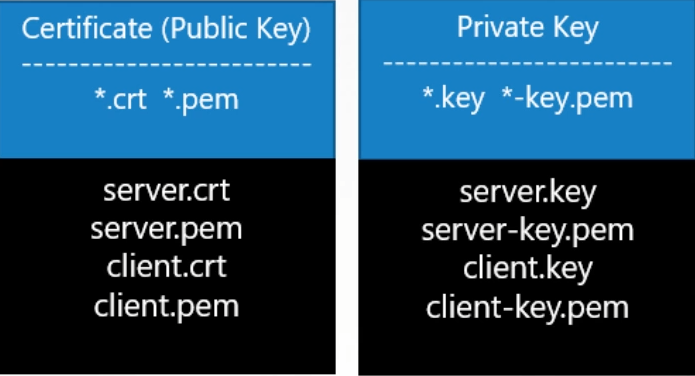 Certificate (Public Key)
-------------------------
*.crt *.pem
server.crt
server.pem
client.crt
client.pem
Private Key
-------------------------
*.key *-key.pem
server.key
server-key.pem
client.key
client-key.pem